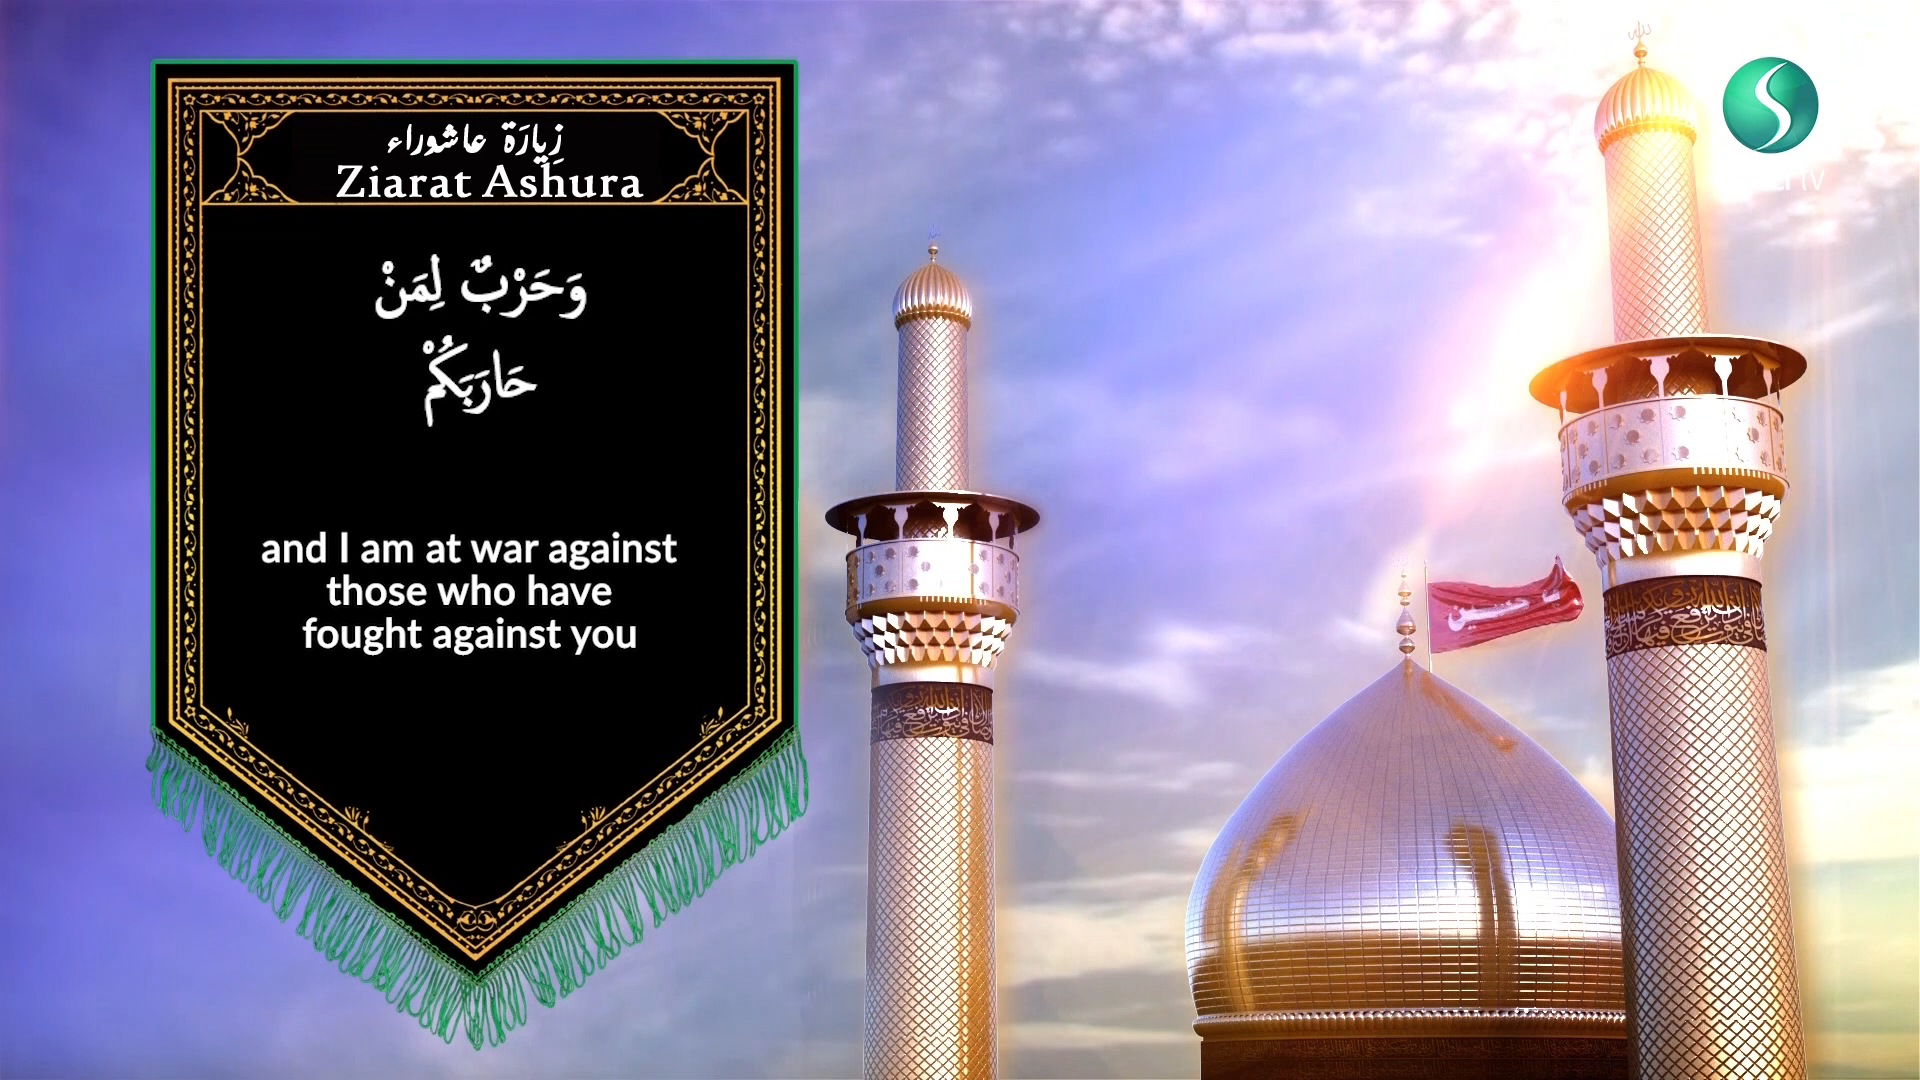 زِيارَة عاشوراء
Ziarat Ashura
وَحَرْبٌ لِمَنْ
حَارَبَكُمْ
and I am at war against
those who have
fought against you